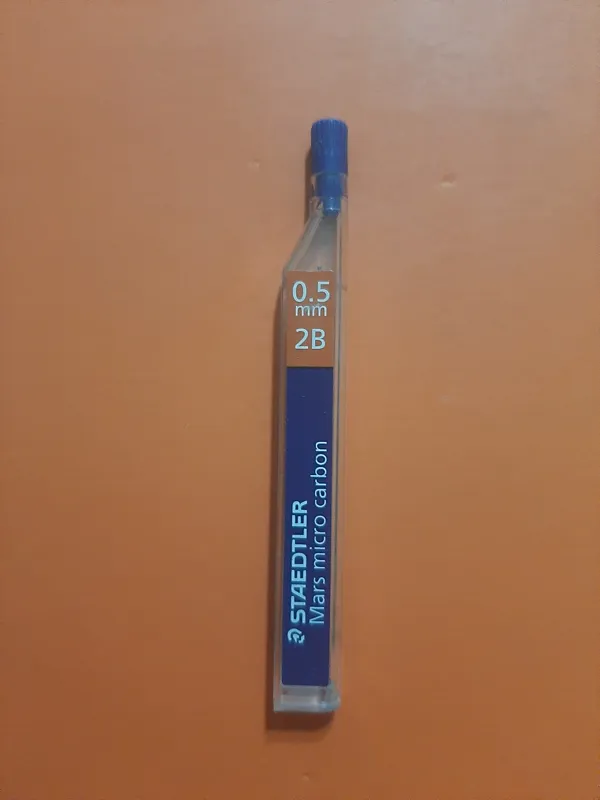 0.5
mm
2B
STAEDTLER
Mars micro carbon